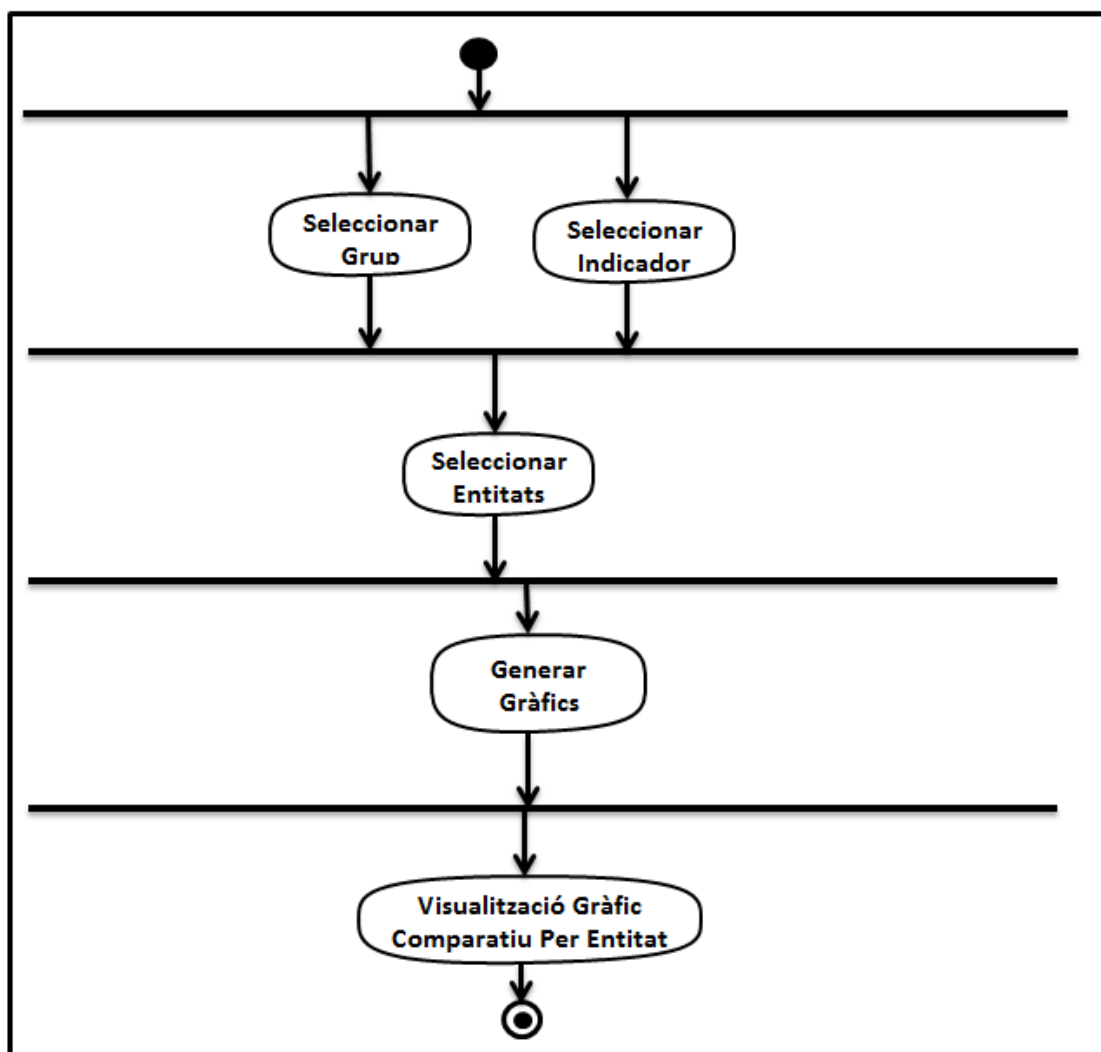 Seleccionar
Grup
Seleccionar
Indicador
Seleccionar
Entitats
Generar
Gràfics
Visualització Gràfic
Comparatiu Per Entitat